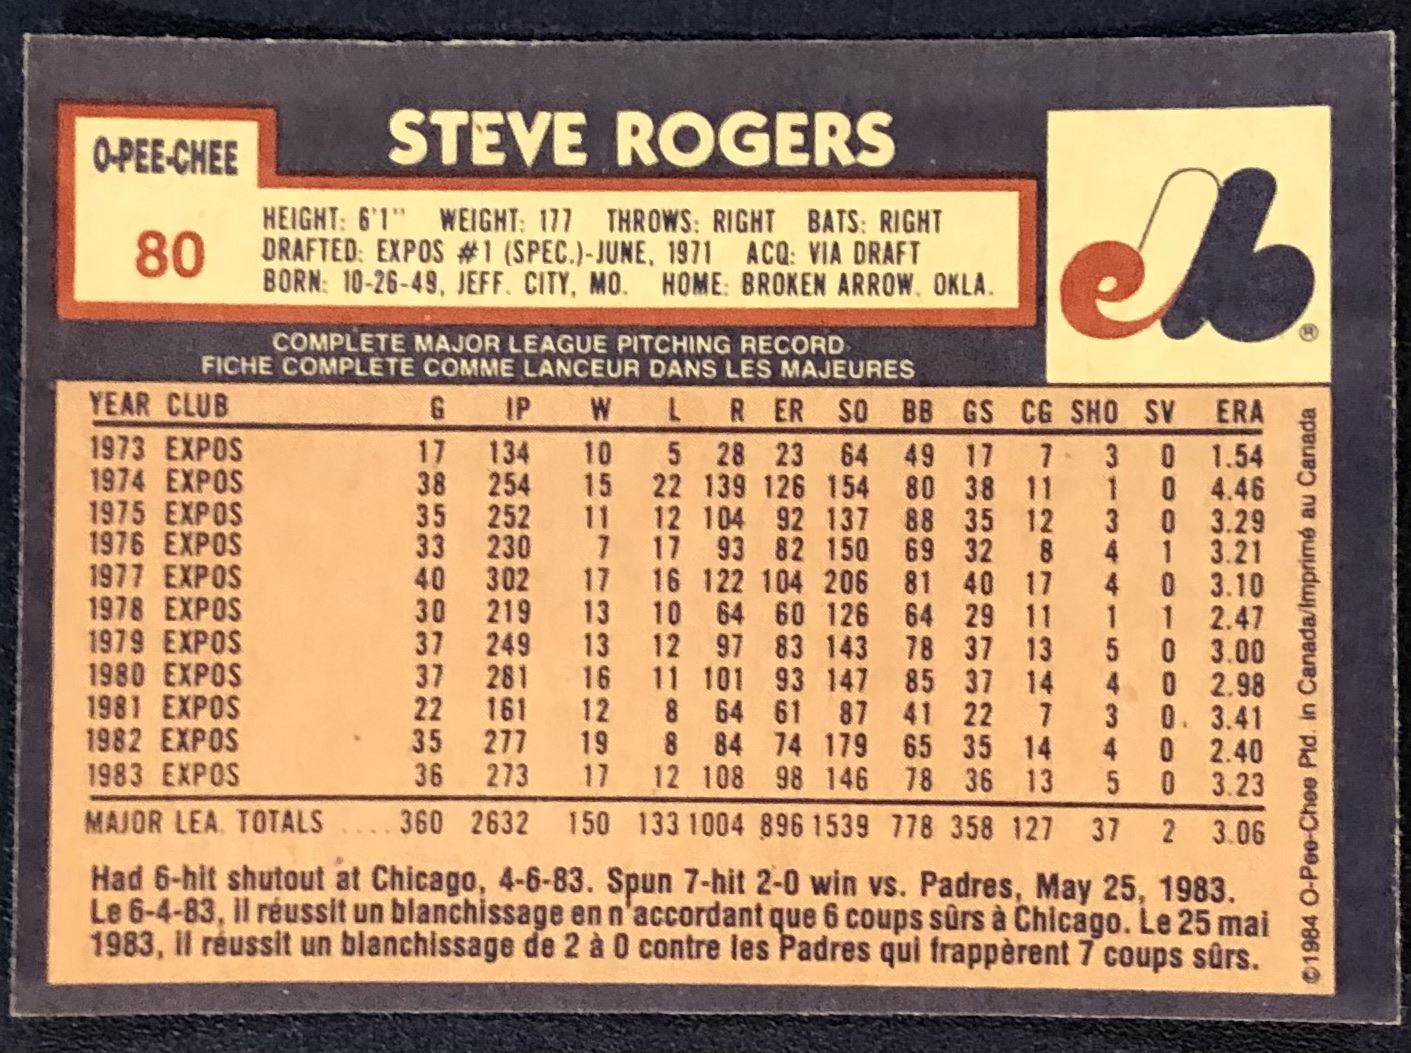 O-PEE-CHEE
80
STEVE ROGERS
HEIGHT: 6'1" WEIGHT: 177 THROWS: RIGHT BATS: RIGHT
DRAFTED: EXPOS #1 (SPEC.)-JUNE, 1971 ACQ: VIA DRAFT
BORN: 10-26-49, JEFF. CITY, MO. HOME: BROKEN ARROW, OKLA.
eb
®
COMPLETE MAJOR LEAGUE PITCHING RECORD
FICHE COMPLETE COMME LANCEUR DANS LES MAJEURES
YEAR CLUB G IP W L R ER SO BB GS CG SHO SV ERA
1973 EXPOS 17 134 10 5 28 23 64 49 17 7 3 0 1.54
1974 EXPOS 38 254 15 22 139 126 154 80 38 11 1 0 4.46
1975 EXPOS 35 252 11 12 104 92 137 88 35 12 3 0 3.29
1976 EXPOS 33 230 7 17 93 82 150 69 32 8 4 1 3.21
1977 EXPOS 40 302 17 16 122 104 206 81 40 17 4 0 3.10
1978 EXPOS 30 219 13 10 64 60 126 64 29 11 1 1 2.47
1979 EXPOS 37 249 13 12 97 83 143 78 37 13 5 0 3.00
1980 EXPOS 37 281 16 11 101 93 147 85 37 14 4 0 2.98
1981 EXPOS 22 161 12 8 64 61 87 41 22 7 3 0 3.41
1982 EXPOS 35 277 19 8 84 74 179 65 35 14 4 0 2.40
1983 EXPOS 36 273 17 12 108 98 146 78 36 13 5 0 3.23
MAJOR LEA. TOTALS .... 360 2632 150 133 1004 896 1539 778 358 127 37 2 3.06
Had 6-hit shutout at Chicago, 4-6-83. Spun 7-hit 2-0 win vs. Padres, May 25, 1983.
Le 6-4-83, il réussit un blanchissage en n'accordant que 6 coups sûrs à Chicago. Le 25 mai
1983, il réussit un blanchissage de 2 à 0 contre les Padres qui frappèrent 7 coups sûrs.
©1984 O-Pee-Chee Ptd. in Canada/Imprimé au Canada